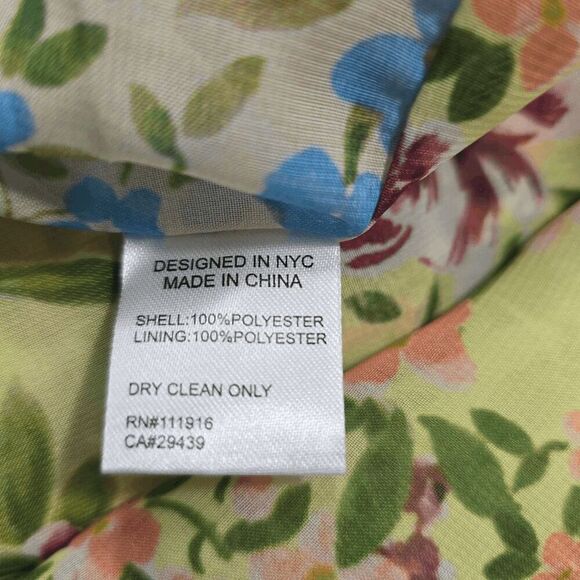 DESIGNED IN NYC
MADE IN CHINA
SHELL:100%POLYESTER
LINING:100%POLYESTER
DRY CLEAN ONLY
RN#111916
CA#29439